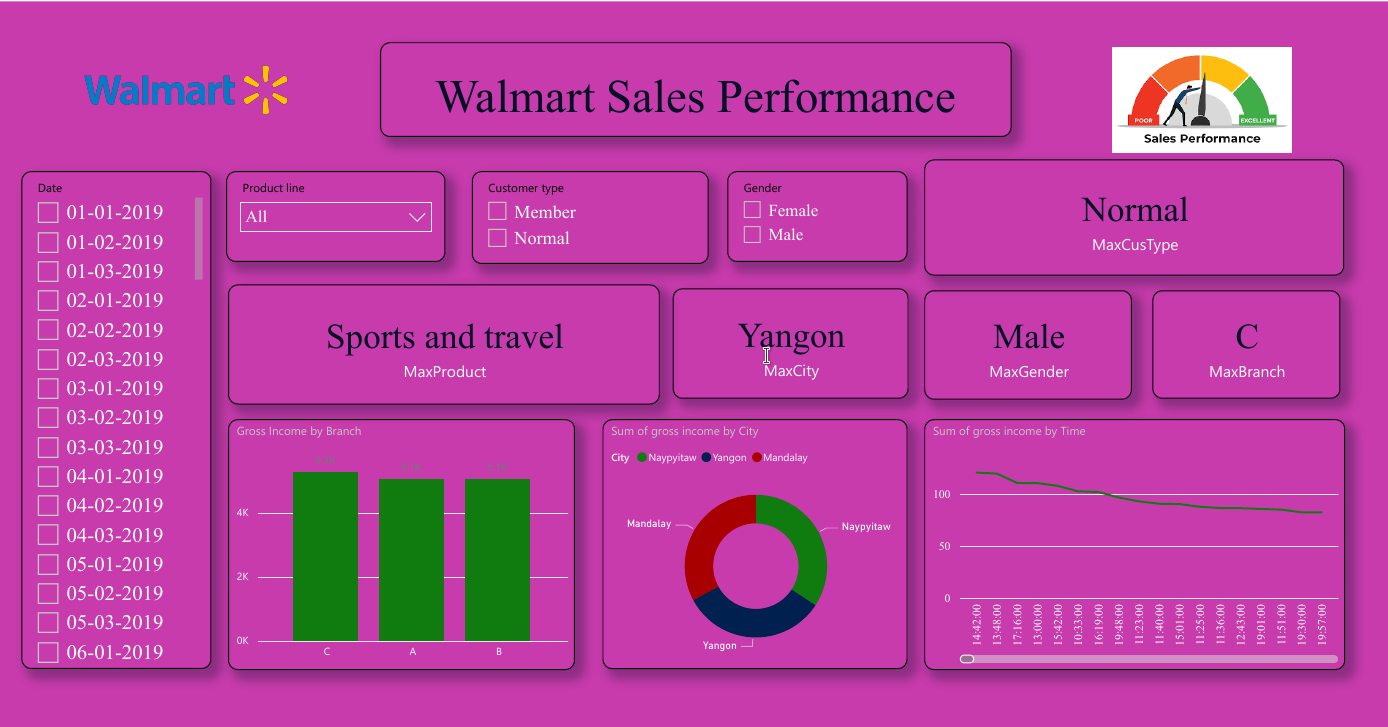 Walmart
Walmart Sales Performance
POOR
EXCELLENT
Sales Performance
Date
01-01-2019
01-02-2019
01-03-2019
02-01-2019
02-02-2019
02-03-2019
03-01-2019
03-02-2019
03-03-2019
04-01-2019
04-02-2019
04-03-2019
05-01-2019
05-02-2019
05-03-2019
06-01-2019
Product line
All
Customer type
Member
Normal
Gender
Female
Male
Normal
MaxCusType
Sports and travel
MaxProduct
Yangon
MaxCity
Male
MaxGender
C
MaxBranch
Gross Income by Branch
4K
2K
0K
C A B
Sum of gross income by City
City Naypyitaw Yangon Mandalay
Mandalay
Naypyitaw
Yangon
Sum of gross income by Time
100
50
0
14:42:00
13:48:00
17:16:00
13:00:00
15:42:00
10:33:00
16:19:00
19:48:00
11:23:00
11:40:00
15:01:00
11:25:00
11:36:00
12:43:00
19:01:00
11:51:00
19:30:00
19:57:00